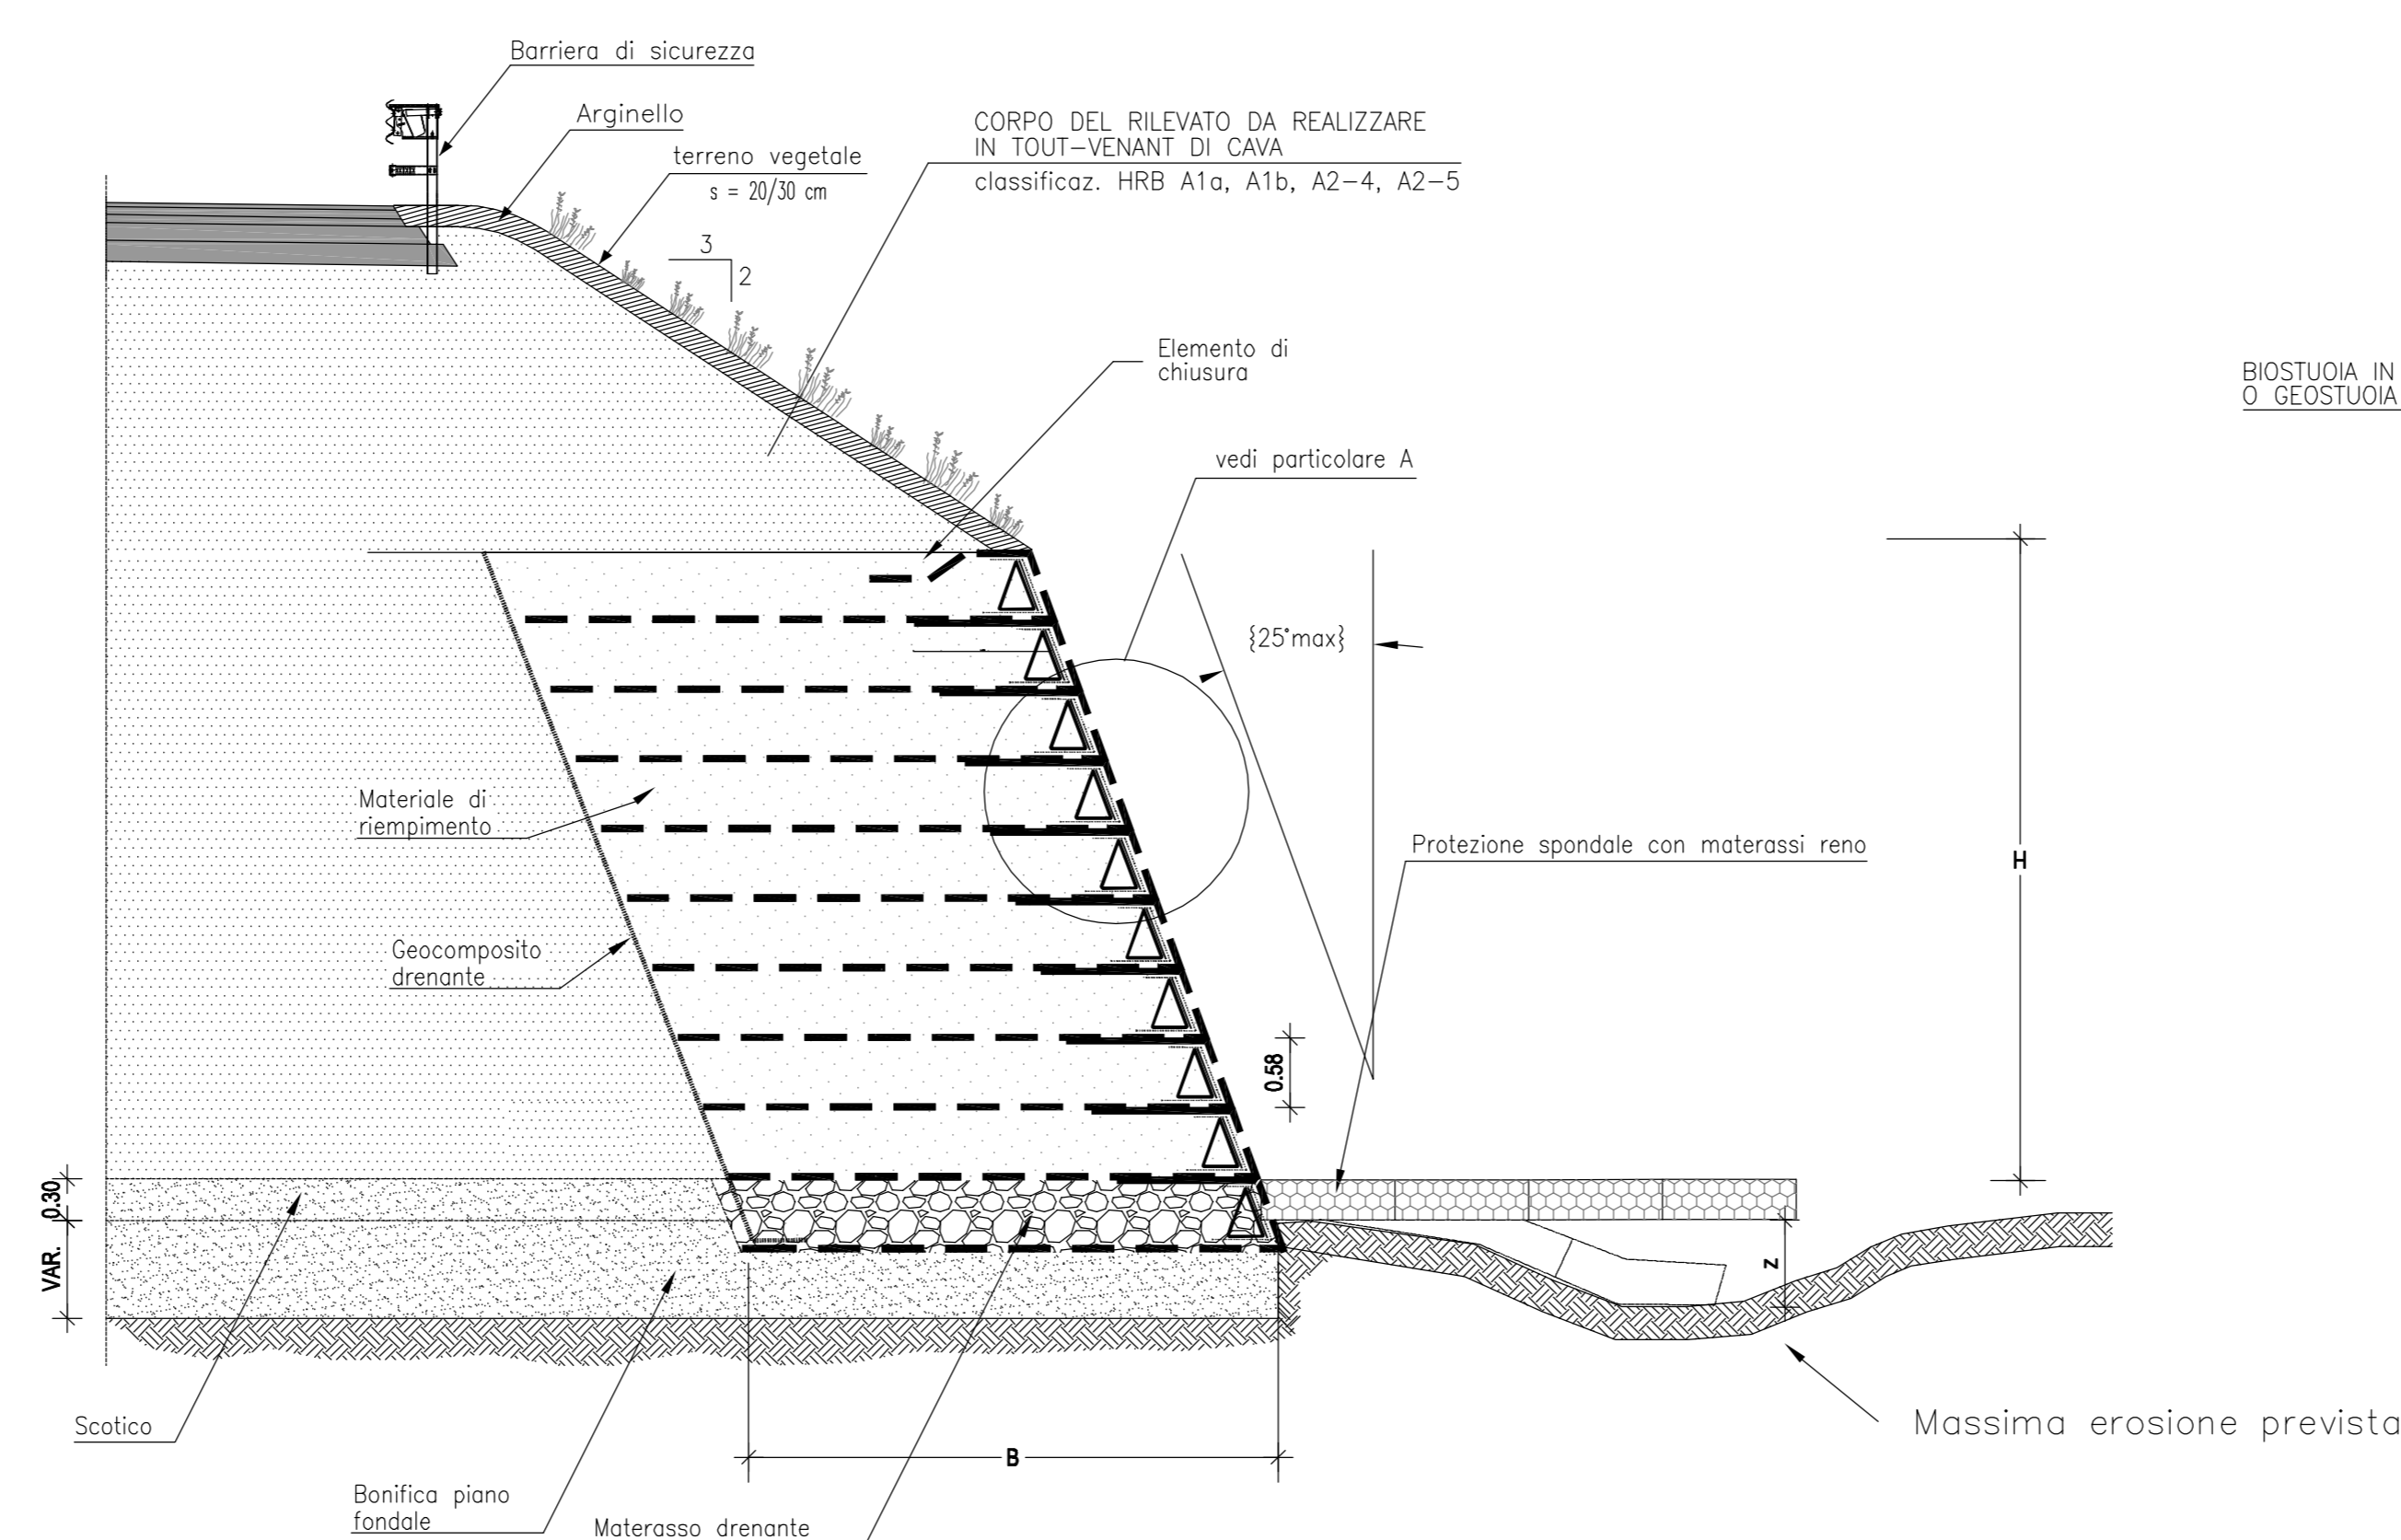 Barriera di sicurezza
Arginello
terreno vegetale
s = 20/30 cm
CORPO DEL RILEVATO DA REALIZZARE
IN TOUT-VENANT DI CAVA
classificaz. HRB A1a, A1b, A2-4, A2-5
3
2
Elemento di
chiusura
BIOSTUOIA IN
O GEOSTUOIA
vedi particolare A
{25°max}
Materiale di
riempimento
Protezione spondale con materassi reno
H
Geocomposito
drenante
0.58
0.30
VAR.
z
Scotico
B
Massima erosione prevista
Bonifica piano
fondale
Materasso drenante